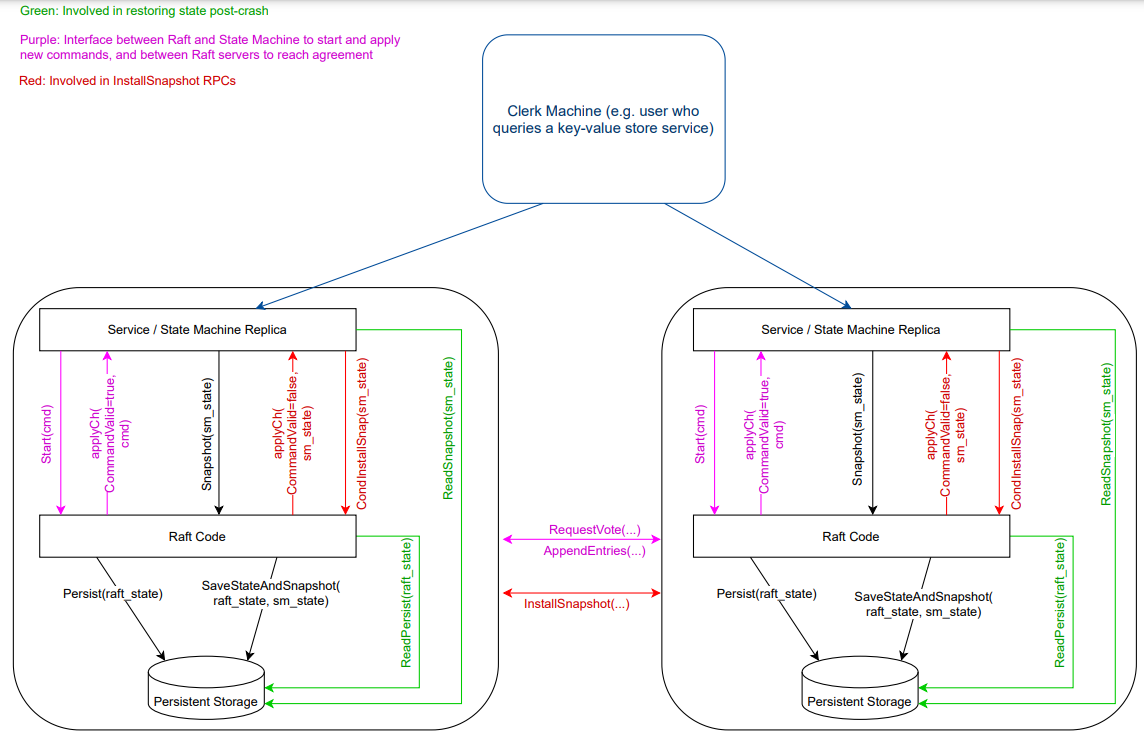 Green: Involved in restoring state post-crash
Purple: Interface between Raft and State Machine to start and apply
new commands, and between Raft servers to reach agreement
Red: Involved in InstallSnapshot RPCs
Clerk Machine (e.g. user who
queries a key-value store service)
Service / State Machine Replica
Start(cmd)
applyCh(
CommandValid=true,
cmd)
Snapshot(sm_state)
applyCh(
CommandValid=false,
sm_state)
CondInstallSnap(sm_state)
ReadSnapshot(sm_state)
Raft Code
Persist(raft_state)
SaveStateAndSnapshot(
raft_state, sm_state)
ReadPersist(raft_state)
Persistent Storage
RequestVote(...)
AppendEntries(...)
InstallSnapshot(...)
Service / State Machine Replica
Start(cmd)
applyCh(
CommandValid=true,
cmd)
Snapshot(sm_state)
applyCh(
CommandValid=false,
sm_state)
CondInstallSnap(sm_state)
ReadSnapshot(sm_state)
Raft Code
Persist(raft_state)
SaveStateAndSnapshot(
raft_state, sm_state)
ReadPersist(raft_state)
Persistent Storage